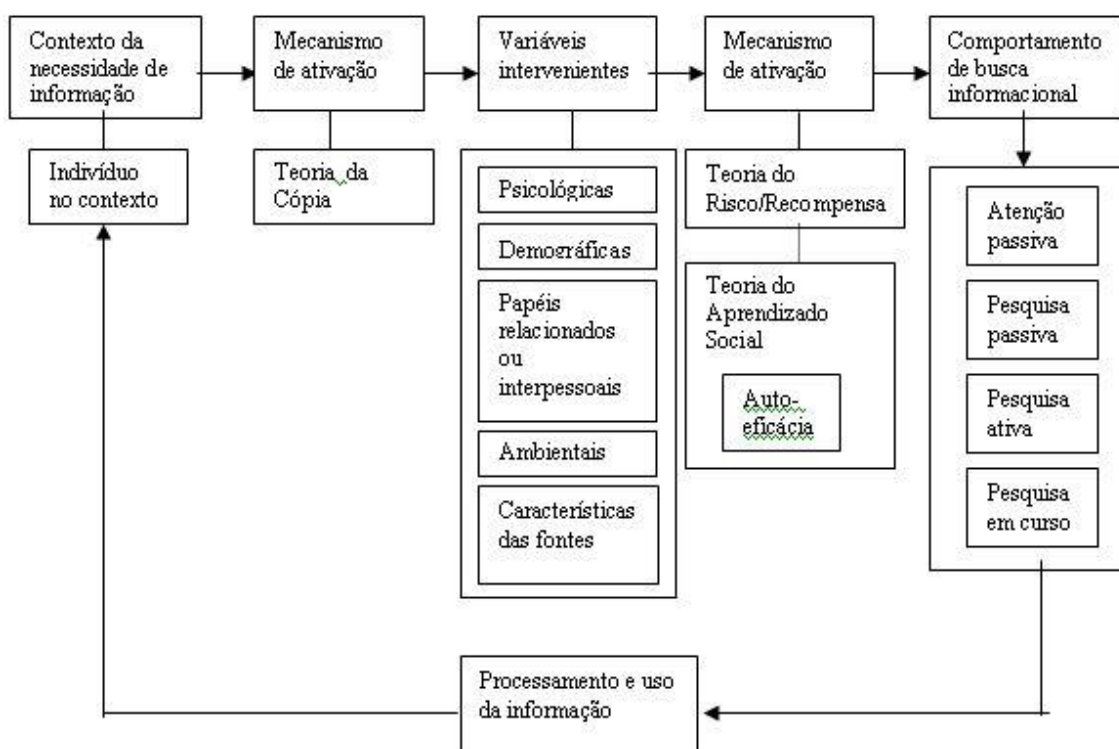 Contexto da
necessidade de
informação
Mecanismo
de ativação
Variáveis
intervenientes
Mecanismo
de ativação
Comportamento
de busca
informacional
Indivíduo
no contexto
Teoria da
Cópia
Psicológicas
Demográficas
Papéis
relacionados
ou
interpessoais
Ambientais
Características
das fontes
Teoria do
Risco/Recompensa
Teoria do
Aprendizado
Social
Auto-
eficácia
Atenção
passiva
Pesquisa
passiva
Pesquisa
ativa
Pesquisa
em curso
Processamento e uso
da informação